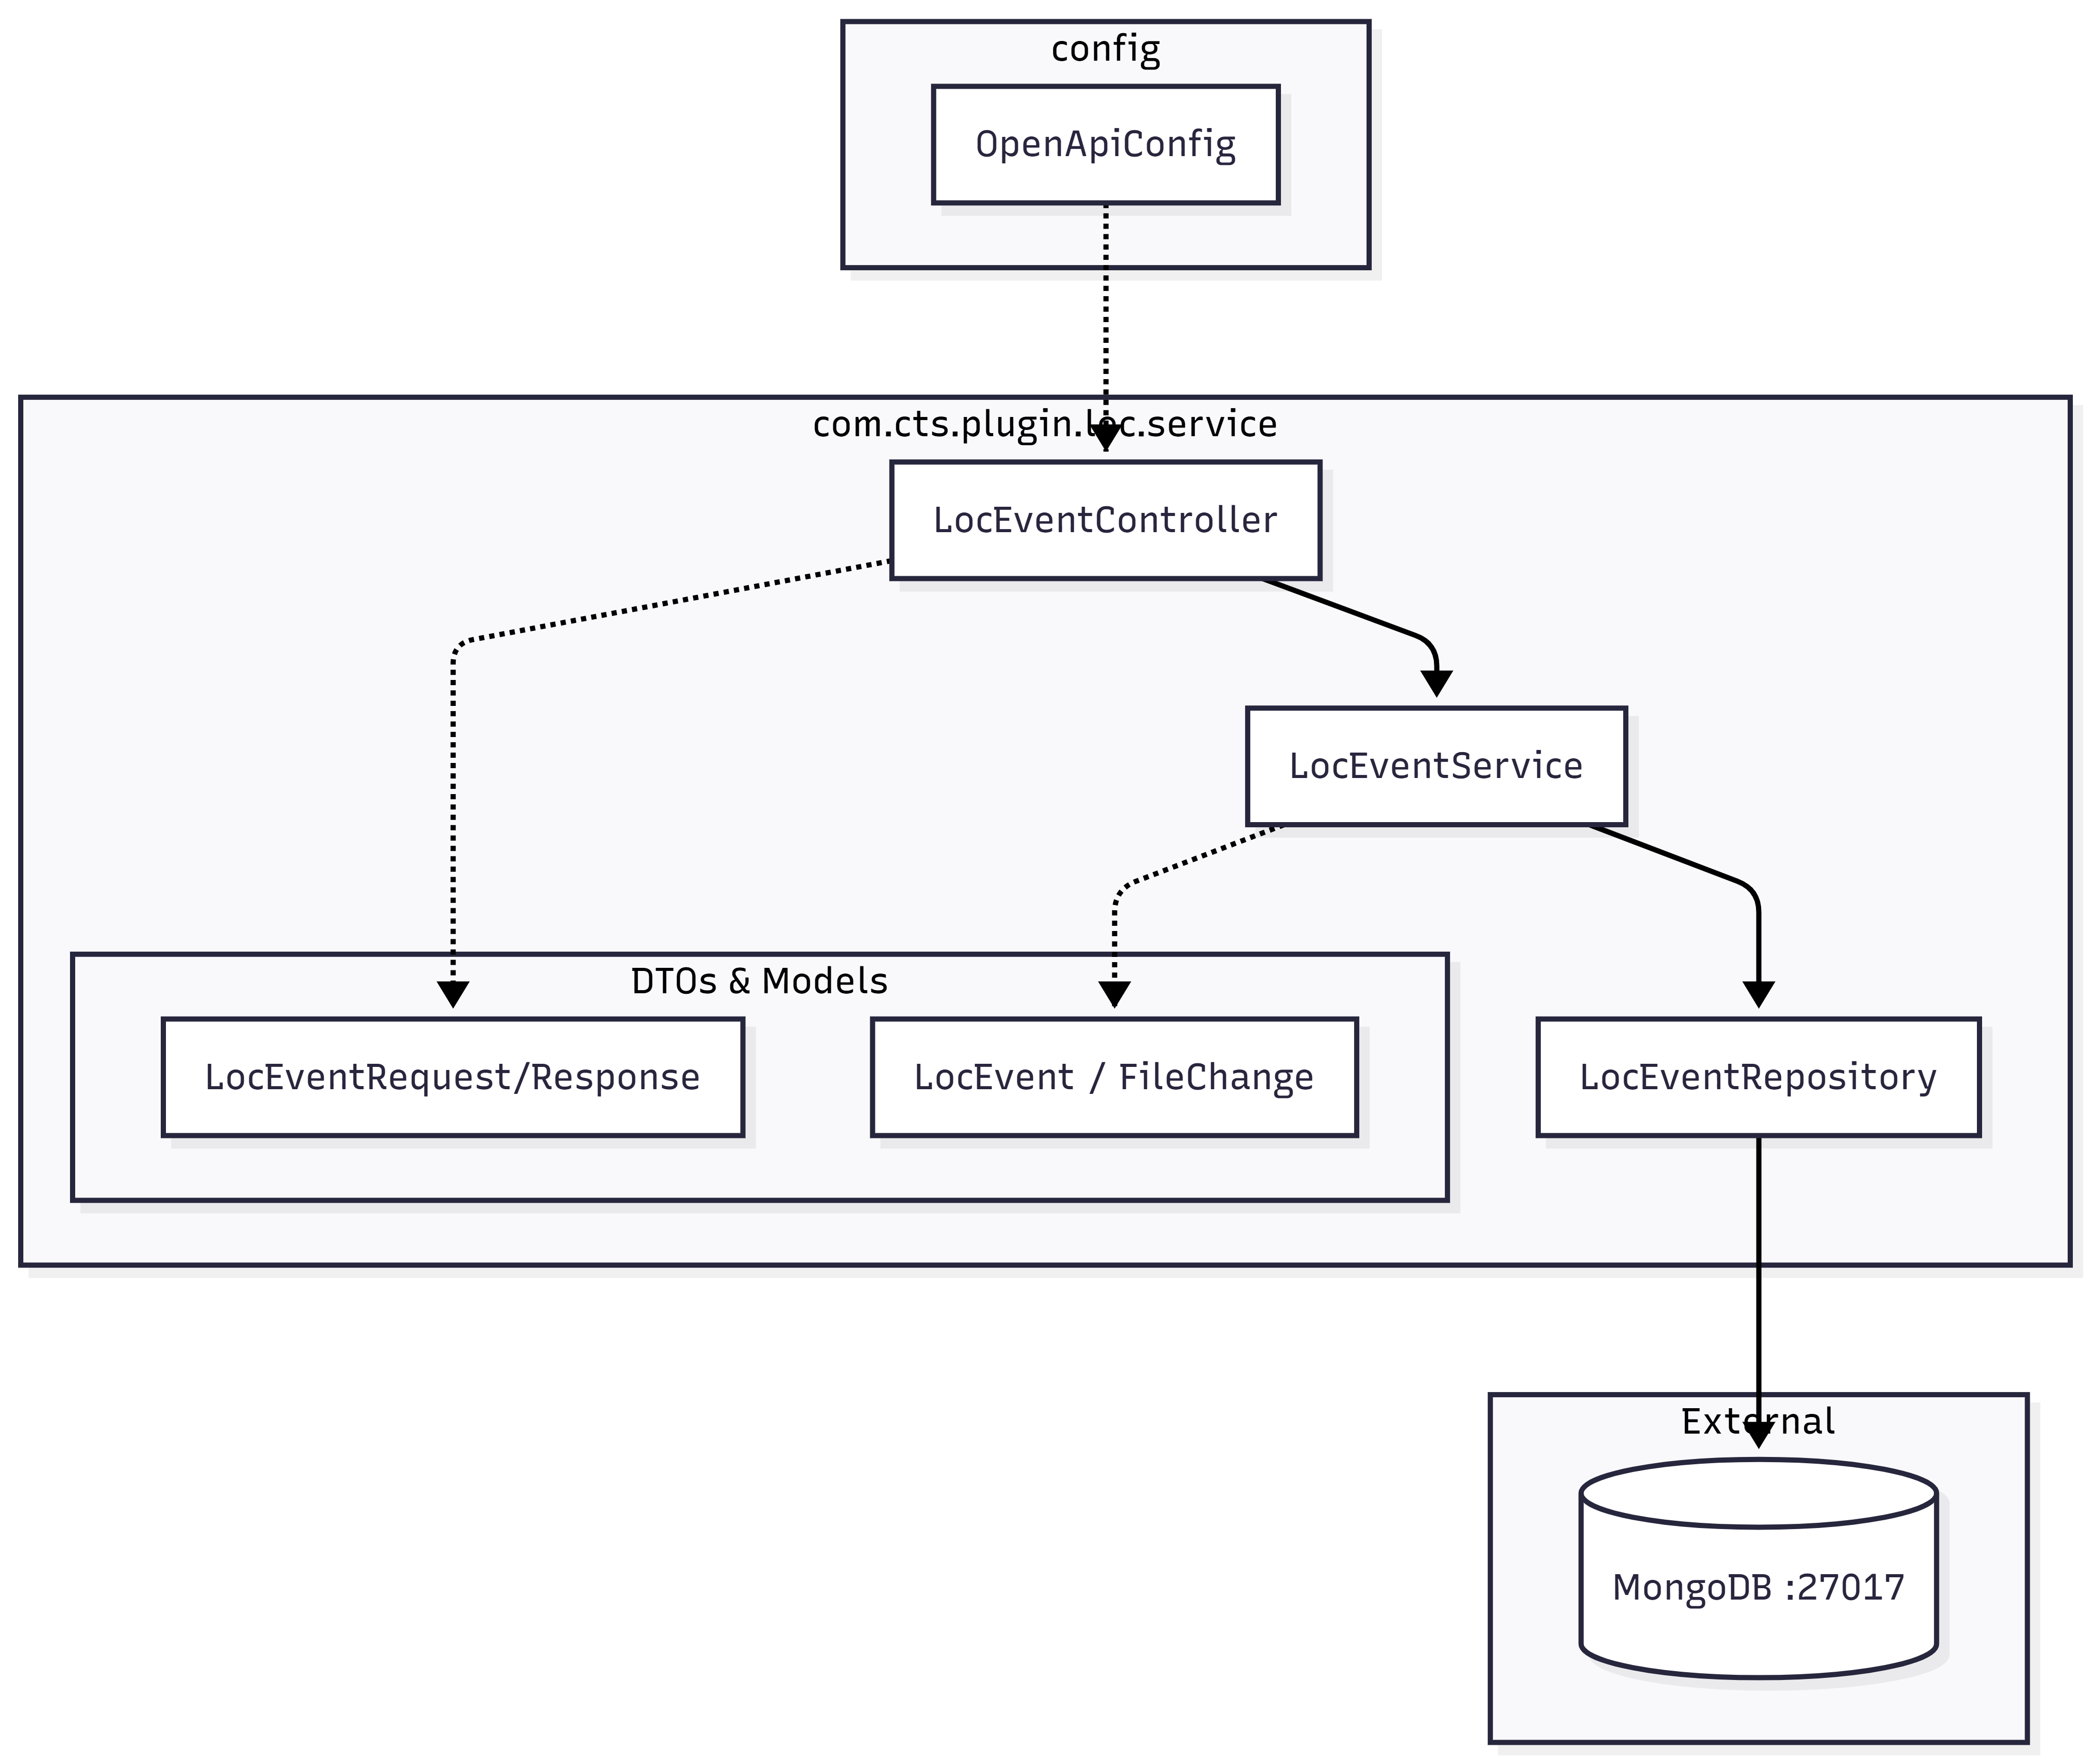 config
OpenApiConfig
com.cts.plugin.loc.service
LocEventController
LocEventService
DTOs & Models
LocEventRequest/Response
LocEvent / FileChange
LocEventRepository
External
MongoDB :27017